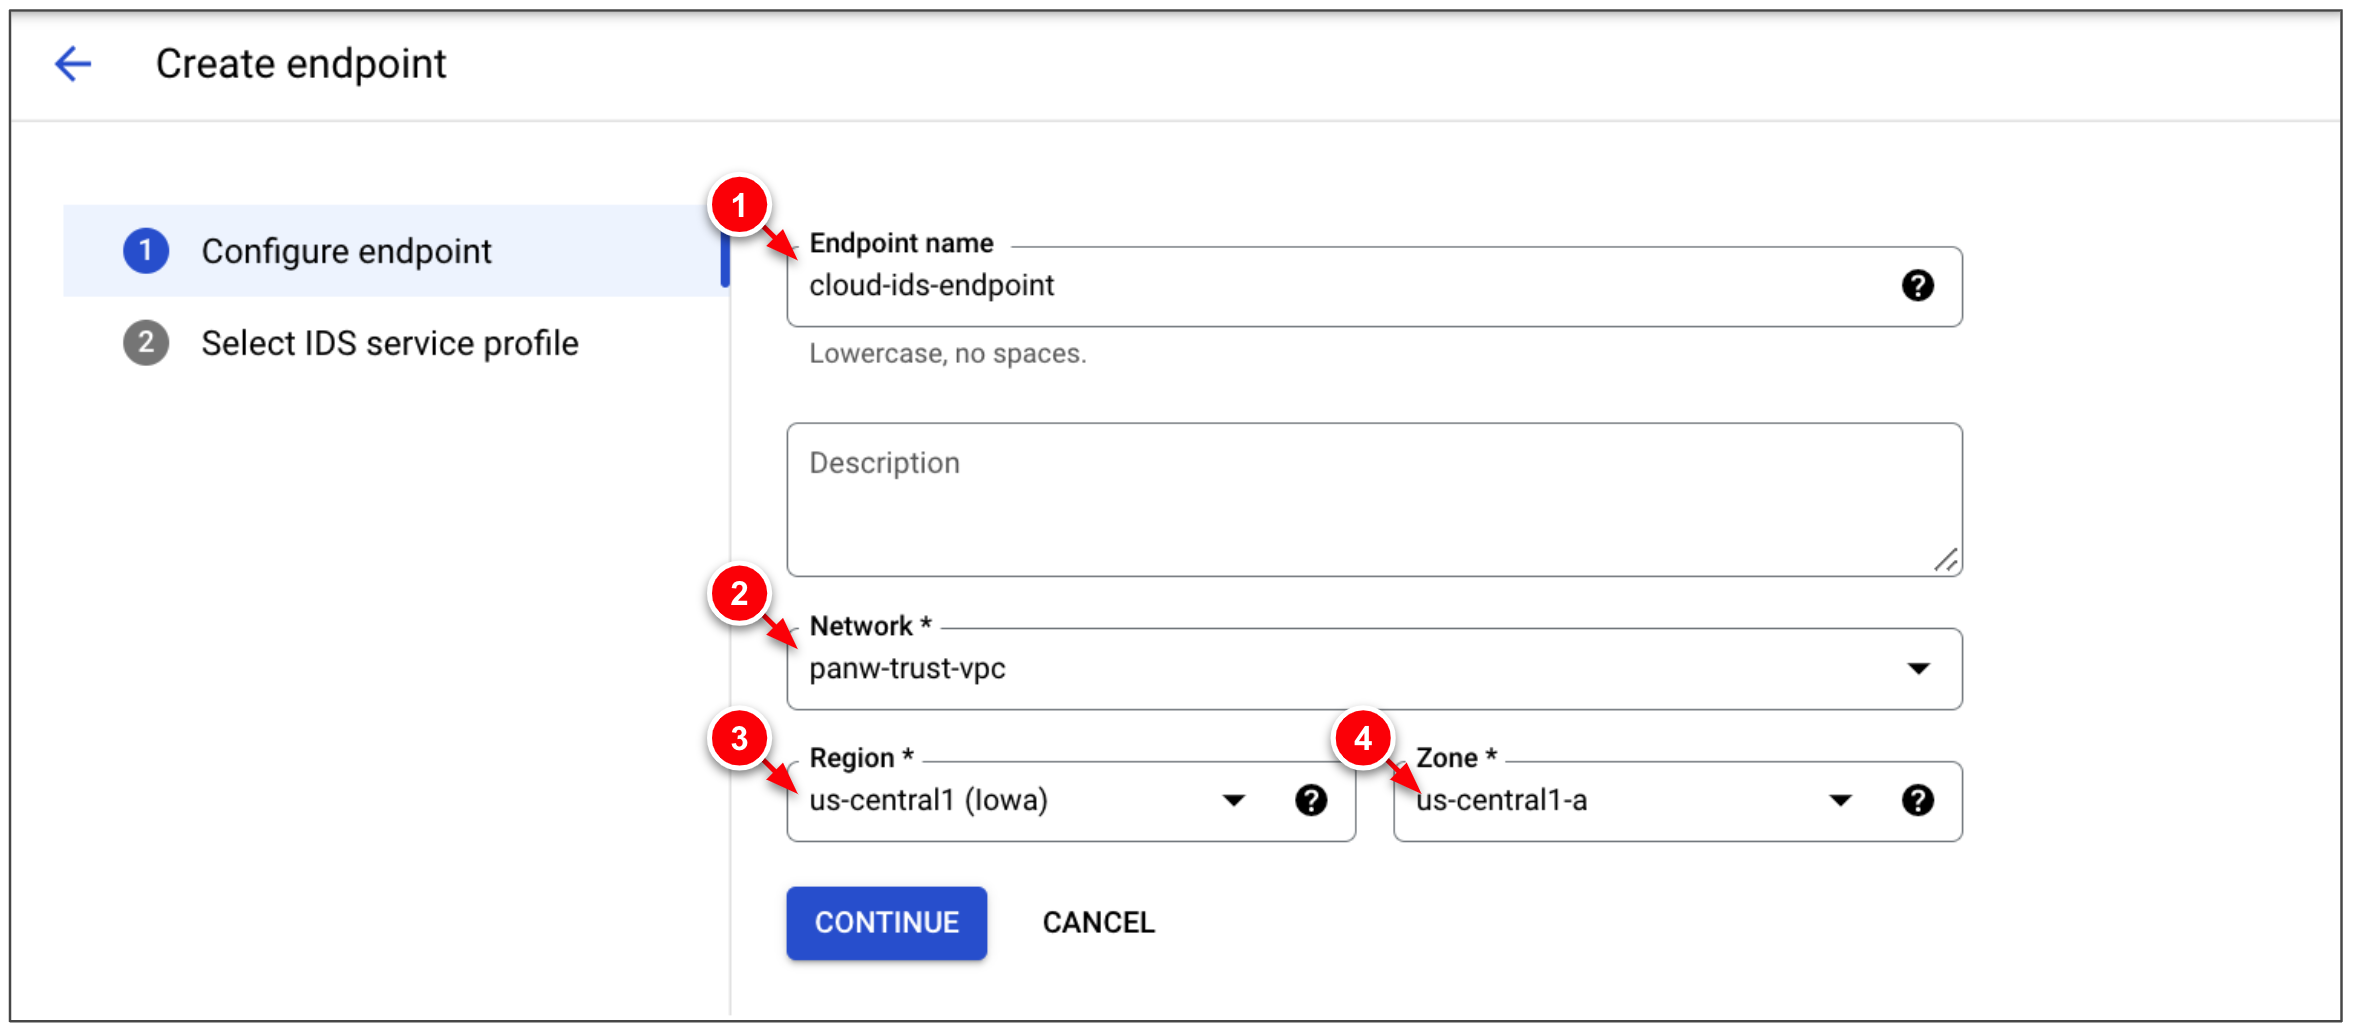 Create endpoint
1 Configure endpoint
2 Select IDS service profile
1
Endpoint name
cloud-ids-endpoint
?
Lowercase, no spaces.
Description
2
Network *
panw-trust-vpc
3
Region *
us-central1 (Iowa)
?
4
Zone *
us-central1-a
?
CONTINUE CANCEL